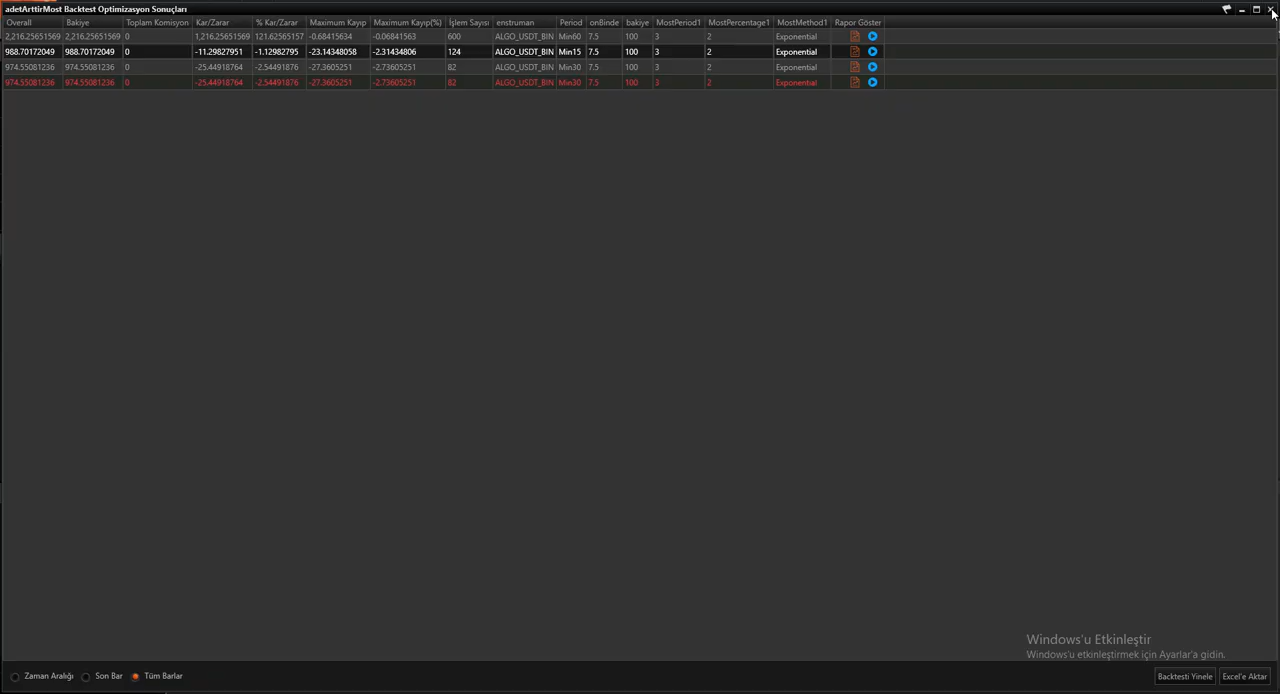 adetArttirMost Backtest Optimizasyon Sonuçları
Overall Bakiye Toplam Komisyon Kar/Zarar % Kar/Zarar Maximum Kayıp Maximum Kayıp(%) İşlem Sayısı enstruman Period onBinde bakiye MostPeriod1 MostPercentage1 MostMethod1 Rapor Göster
2,216.25651569 2,216.25651569 0 1,216.25651569 121.62565157 -0.68415634 -0.06841563 600 ALGO_USDT_BIN Min60 7.5 100 3 2 Exponential
988.70172049 988.70172049 0 -11.29827951 -1.12982795 -23.14348058 -2.31434806 124 ALGO_USDT_BIN Min15 7.5 100 3 2 Exponential
974.55081236 974.55081236 0 -25.44918764 -2.54491876 -27.3605251 -2.73605251 82 ALGO_USDT_BIN Min30 7.5 100 3 2 Exponential
974.55081236 974.55081236 0 -25.44918764 -2.54491876 -27.3605251 -2.73605251 82 ALGO_USDT_BIN Min30 7.5 100 3 2 Exponential
Windows'u Etkinleştir
Windows'u etkinleştirmek için Ayarlar'a gidin.
Zaman Aralığı Son Bar Tüm Barlar Backtesti Yinele Excel'e Aktar